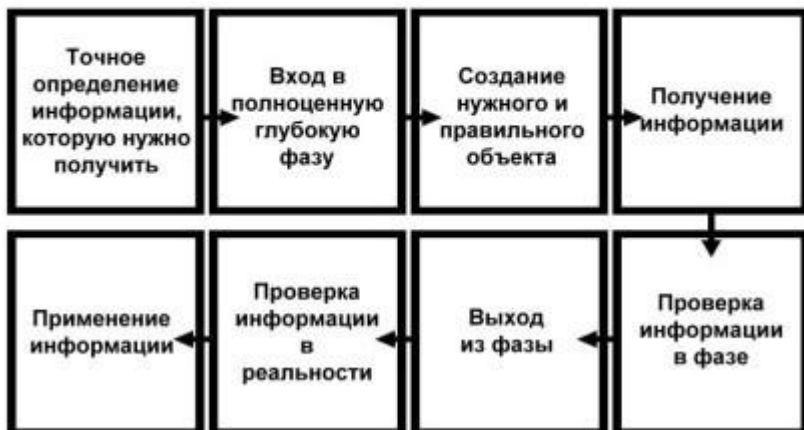 Точное
определение
информации,
которую нужно
получить
Вход в
полноценную
глубокую
фазу
Создание
нужного и
правильного
объекта
Получение
информации
Проверка
информации
в фазе
Выход
из фазы
Проверка
информации
в
реальности
Применение
информации